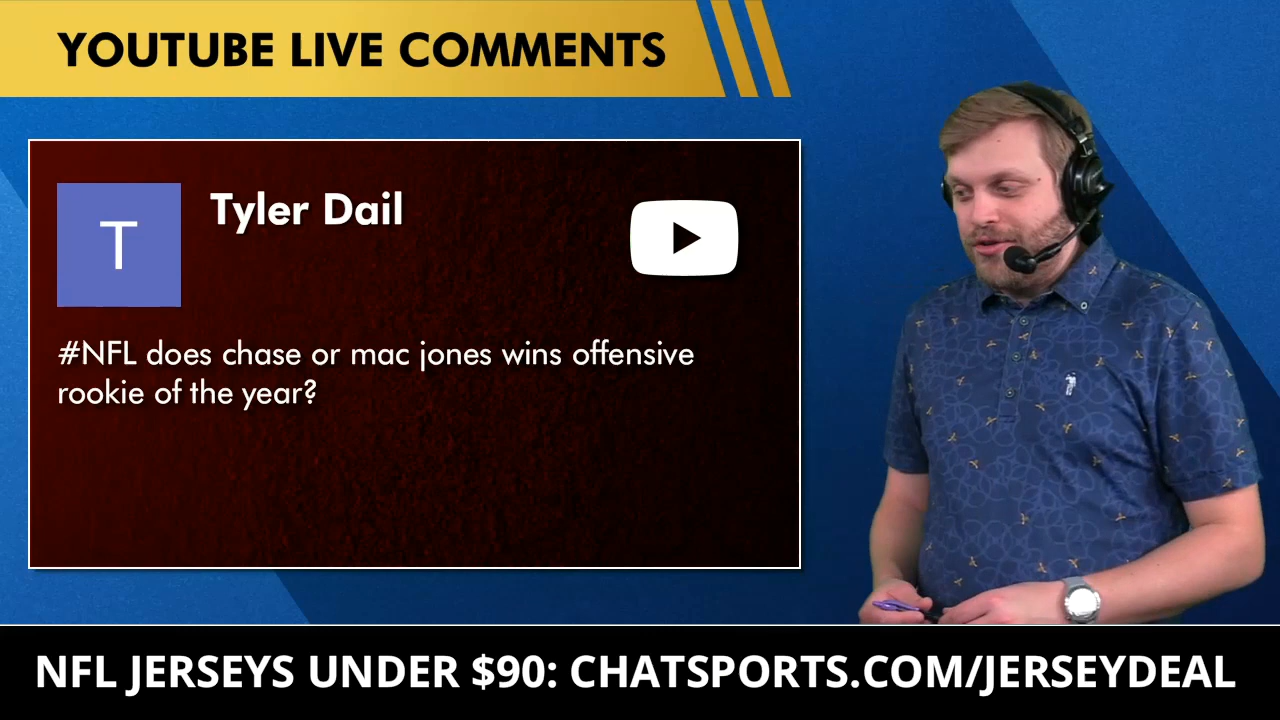 YOUTUBE LIVE COMMENTS
T
Tyler Dail
#NFL does chase or mac jones wins offensive
rookie of the year?
NFL JERSEYS UNDER $90: CHATSPORTS.COM/JERSEYDEAL